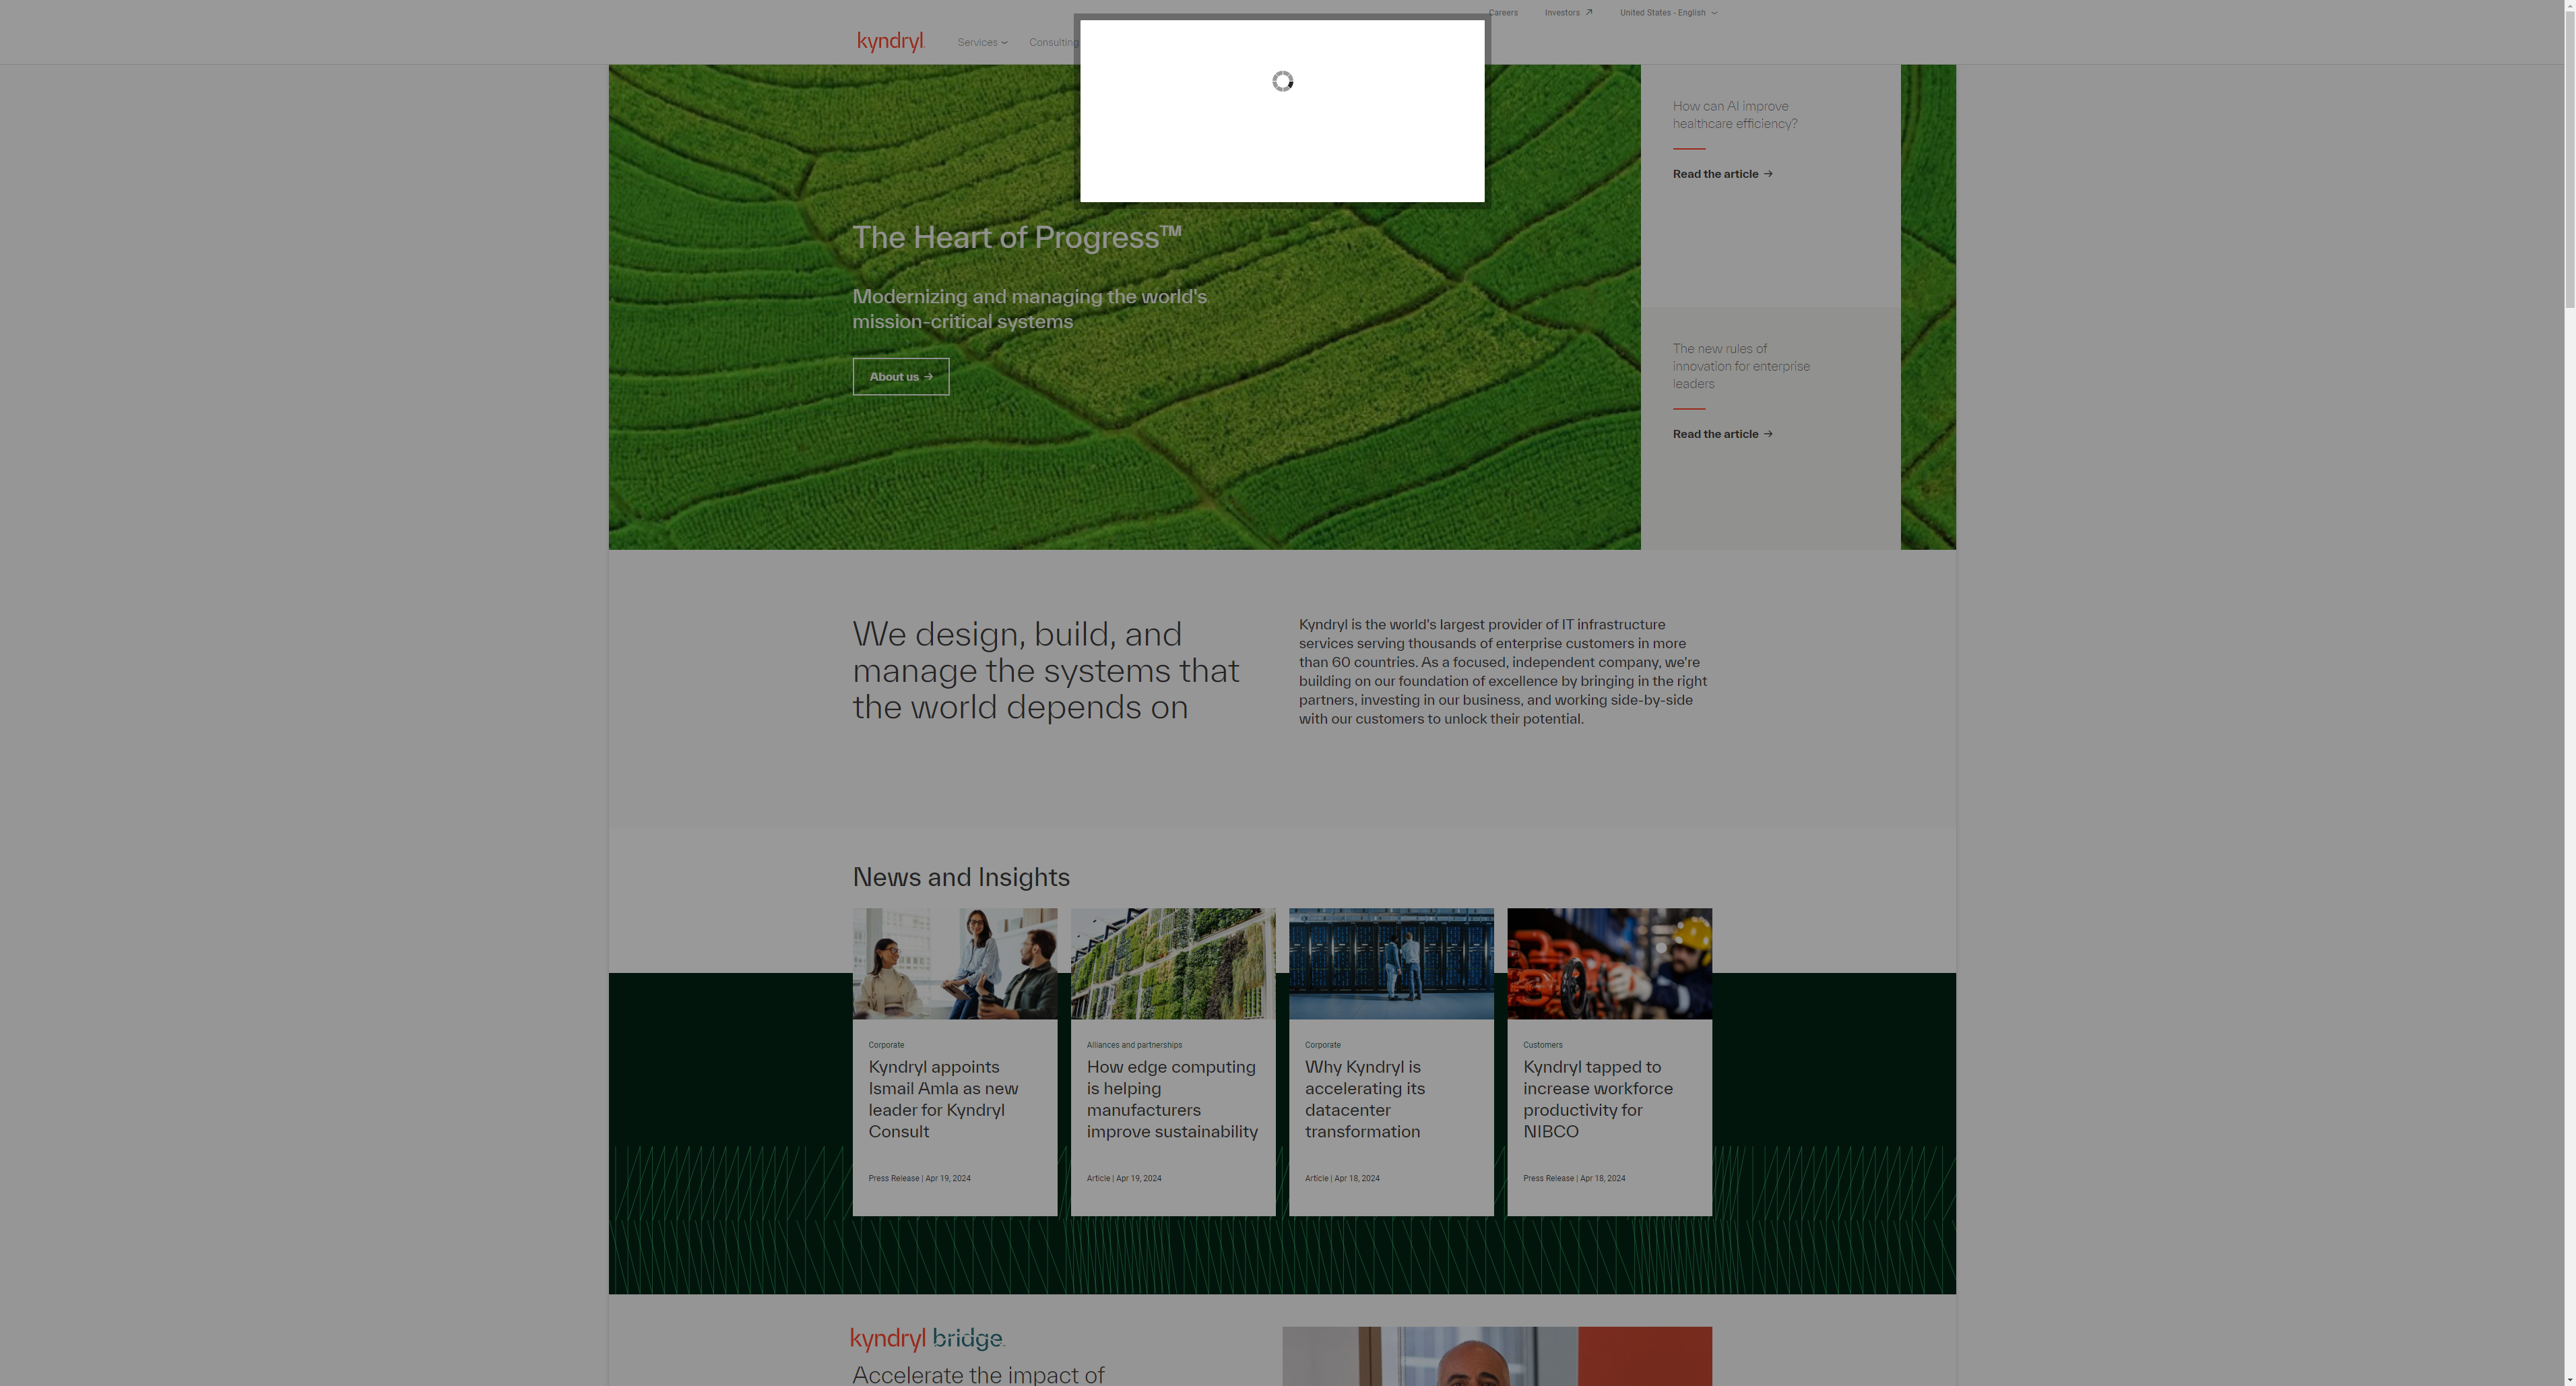 Careers
Investors
United States - English
kyndryl
Services
Consulting
How can AI improve
healthcare efficiency?
Read the article →
The Heart of Progress™
Modernizing and managing the world's
mission-critical systems
About us →
The new rules of
innovation for enterprise
leaders
Read the article →
We design, build, and
manage the systems that
the world depends on
Kyndryl is the world's largest provider of IT infrastructure
services serving thousands of enterprise customers in more
than 60 countries. As a focused, independent company, we're
building on our foundation of excellence by bringing in the right
partners, investing in our business, and working side-by-side
with our customers to unlock their potential.
News and Insights
Corporate
Kyndryl appoints
Ismail Amla as new
leader for Kyndryl
Consult
Press Release | Apr 19, 2024
Alliances and partnerships
How edge computing
is helping
manufacturers
improve sustainability
Article | Apr 19, 2024
Corporate
Why Kyndryl is
accelerating its
datacenter
transformation
Article | Apr 18, 2024
Customers
Kyndryl tapped to
increase workforce
productivity for
NIBCO
Press Release | Apr 18, 2024
kyndryl bridge
Accelerate the impact of